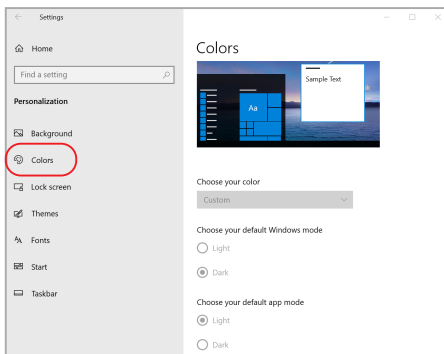 Settings
Home
Find a setting
Personalization
Background
Colors
Lock screen
Themes
Fonts
Start
Taskbar
Colors
Sample Text
Aa
Choose your color
Custom
Choose your default Windows mode
Light
Dark
Choose your default app mode
Light
Dark